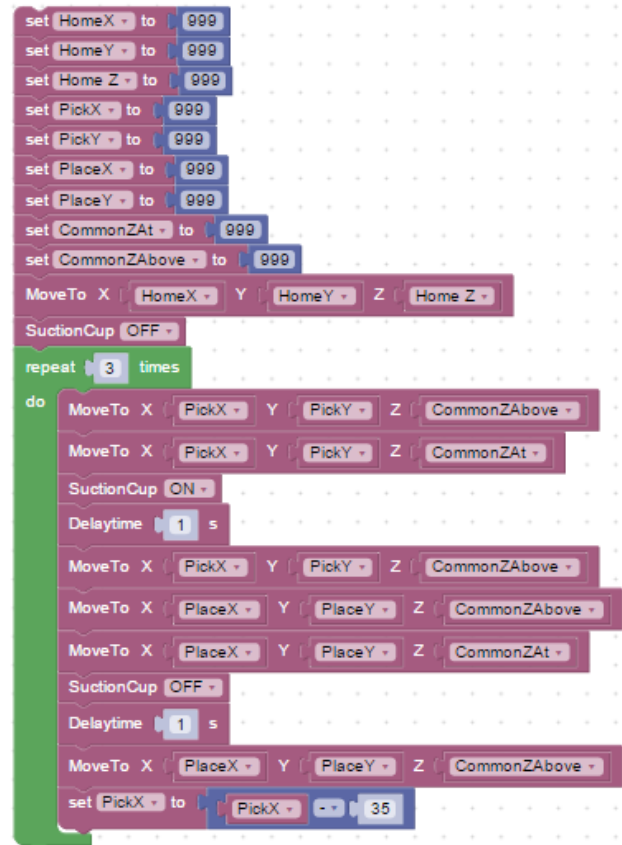 set HomeX to 999
set HomeY to 999
set Home Z to 999
set PickX to 999
set PickY to 999
set PlaceX to 999
set PlaceY to 999
set CommonZAt to 999
set CommonZAbove to 999
MoveTo X HomeX Y HomeY Z Home Z
SuctionCup OFF
repeat 3 times
do MoveTo X PickX Y PickY Z CommonZAbove
MoveTo X PickX Y PickY Z CommonZAt
SuctionCup ON
Delaytime 1 s
MoveTo X PickX Y PickY Z CommonZAbove
MoveTo X PlaceX Y PlaceY Z CommonZAbove
MoveTo X PlaceX Y PlaceY Z CommonZAt
SuctionCup OFF
Delaytime 1 s
MoveTo X PlaceX Y PlaceY Z CommonZAbove
set PickX to PickX - 35